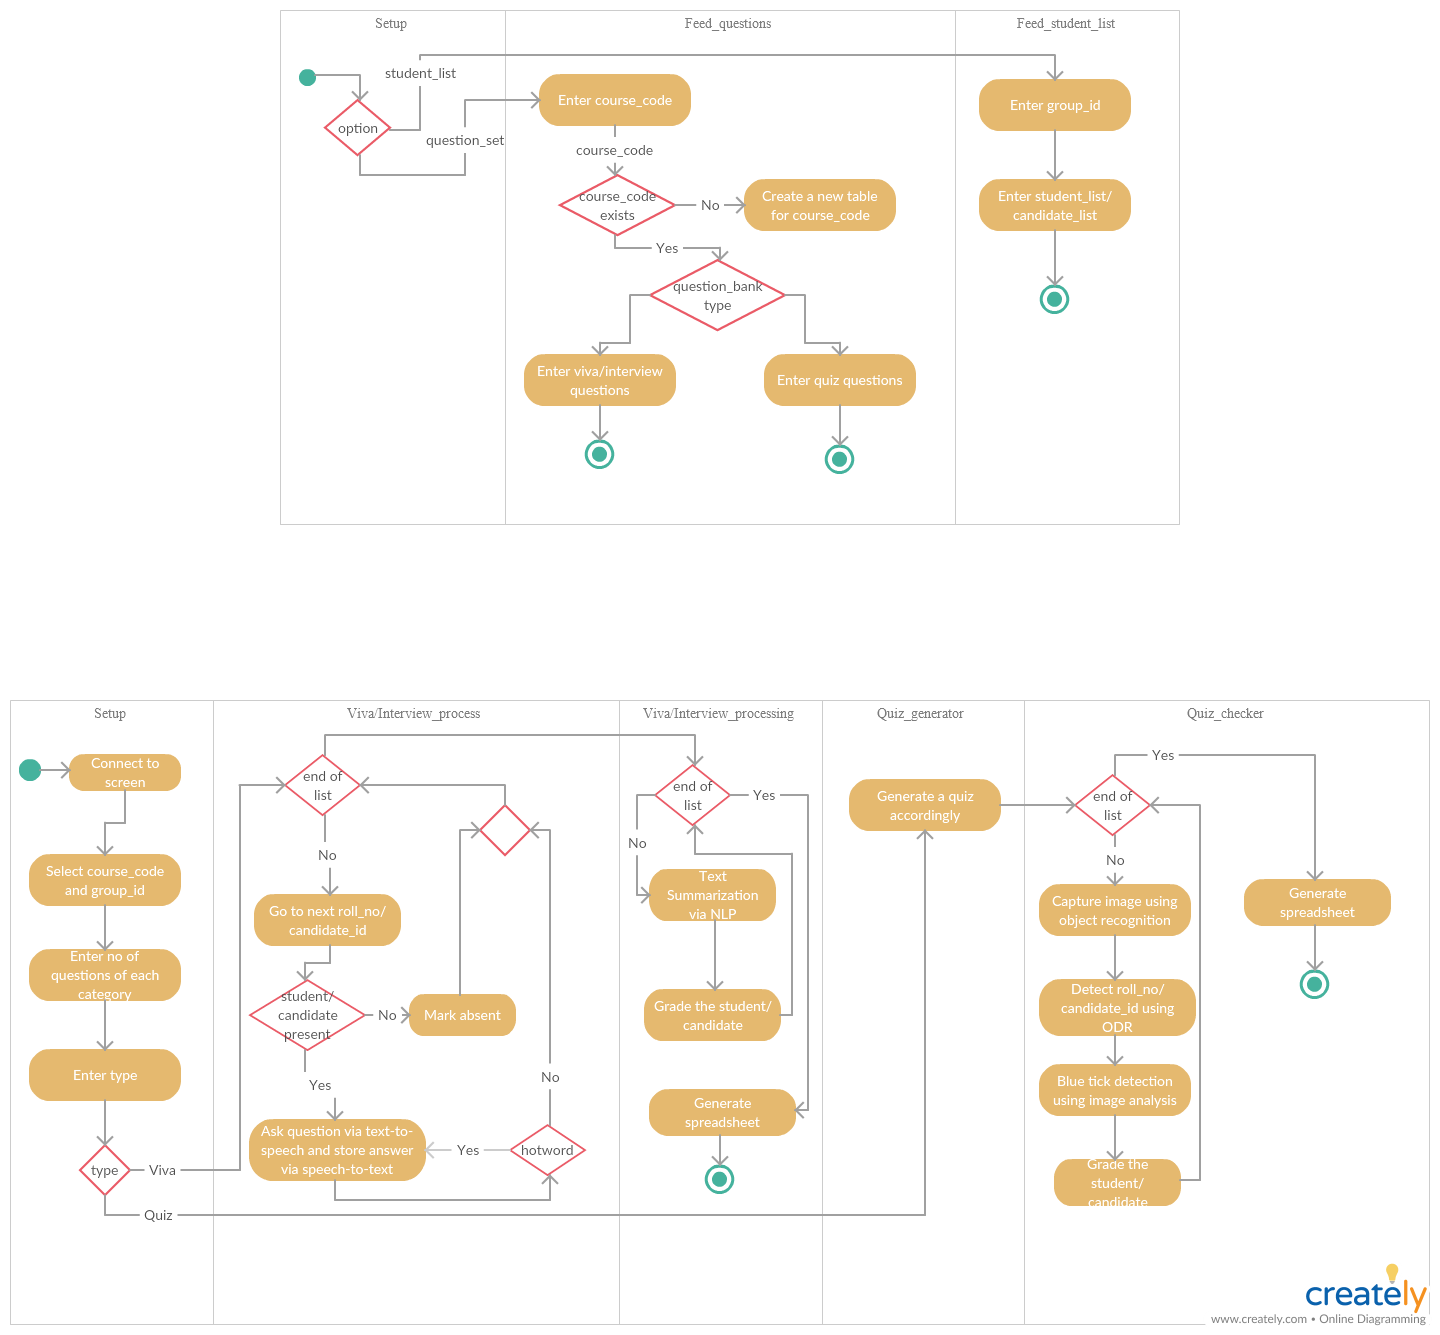 Setup
Feed_questions
Feed_student_list
student_list
option
question_set
Enter course_code
course_code
course_code
exists
No
Create a new table
for course_code
Yes
question_bank
type
Enter viva/interview
questions
Enter quiz questions
Enter group_id
Enter student_list/
candidate_list
Setup
Viva/Interview_process
Viva/Interview_processing
Quiz_generator
Quiz_checker
Connect to
screen
Select course_code
and group_id
Enter no of
questions of each
category
Enter type
type
Viva
Quiz
end of
list
No
Go to next roll_no/
candidate_id
student/
candidate
present
No
Mark absent
Yes
Ask question via text-to-
speech and store answer
via speech-to-text
Yes
hotword
No
end of
list
Yes
No
Text
Summarization
via NLP
Grade the student/
candidate
Generate
spreadsheet
Generate a quiz
accordingly
end of
list
Yes
No
Capture image using
object recognition
Detect roll_no/
candidate_id using
ODR
Blue tick detection
using image analysis
Grade the
student/
candidate
Generate
spreadsheet
creately
www.creately.com • Online Diagramming